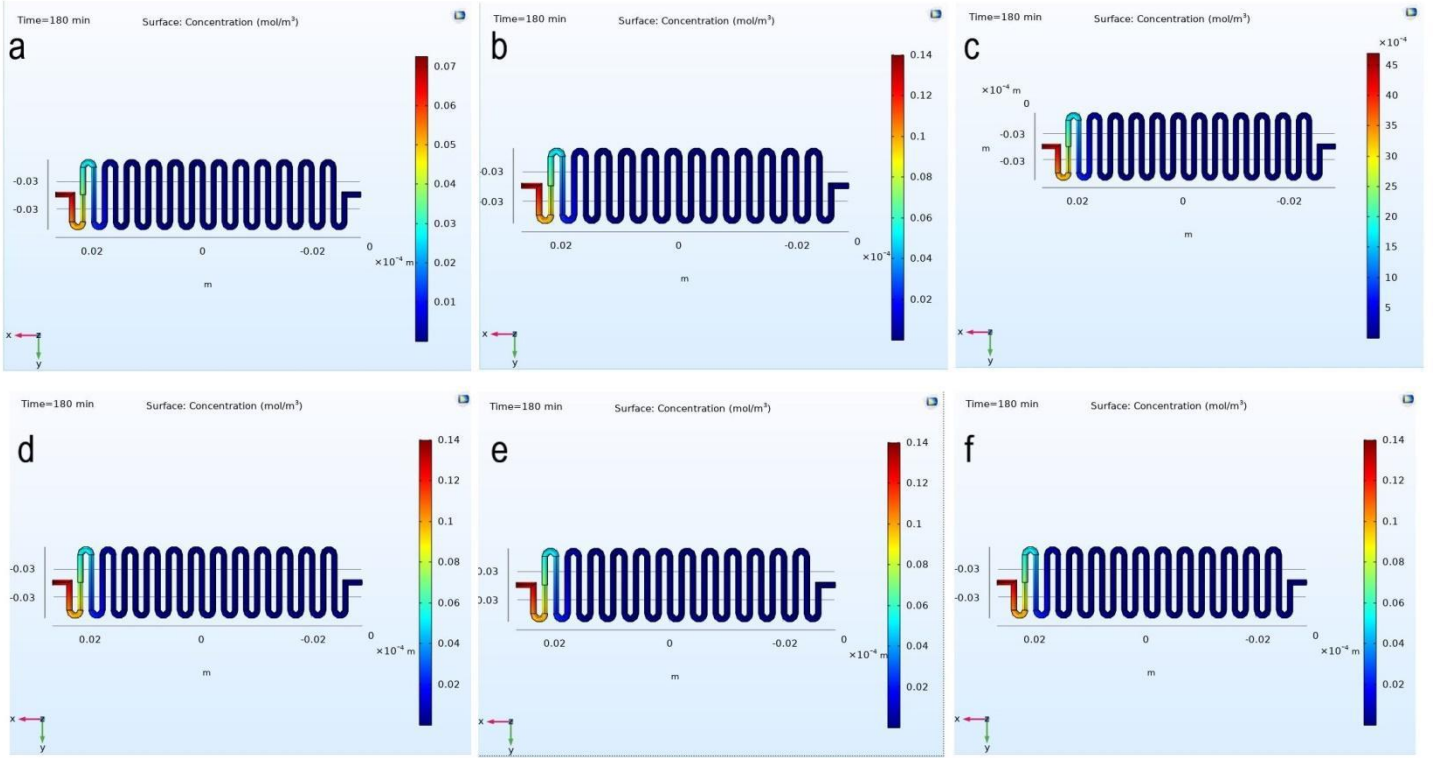 Time=180 min Surface: Concentration (mol/m³)
a
0.07
0.06
0.05
0.04
0.03
0.02
0.01
-0.03
-0.03
0.02 0 -0.02 0
×10⁻⁴ m
m
x z
y
Time=180 min Surface: Concentration (mol/m³)
b
0.14
0.12
0.1
0.08
0.06
0.04
0.02
-0.03
-0.03
0.02 0 -0.02 0
×10⁻⁴
m
x z
y
Time=180 min Surface: Concentration (mol/m³)
c
×10⁻⁴
45
40
35
30
25
20
15
10
5
×10⁻⁴ m
0
-0.03
m
-0.03
0.02 0 -0.02
m
x z
y
Time=180 min Surface: Concentration (mol/m³)
d
0.14
0.12
0.1
0.08
0.06
0.04
0.02
-0.03
-0.03
0.02 0 -0.02 0
×10⁻⁴ m
m
x z
y
Time=180 min Surface: Concentration (mol/m³)
e
0.14
0.12
0.1
0.08
0.06
0.04
0.02
0.03
0.03
0.02 0 -0.02 0
×10⁻⁴ m
m
x z
y
Time=180 min Surface: Concentration (mol/m³)
f
0.14
0.12
0.1
0.08
0.06
0.04
0.02
-0.03
-0.03
0.02 0 -0.02 0
×10⁻⁴ m
m
x z
y